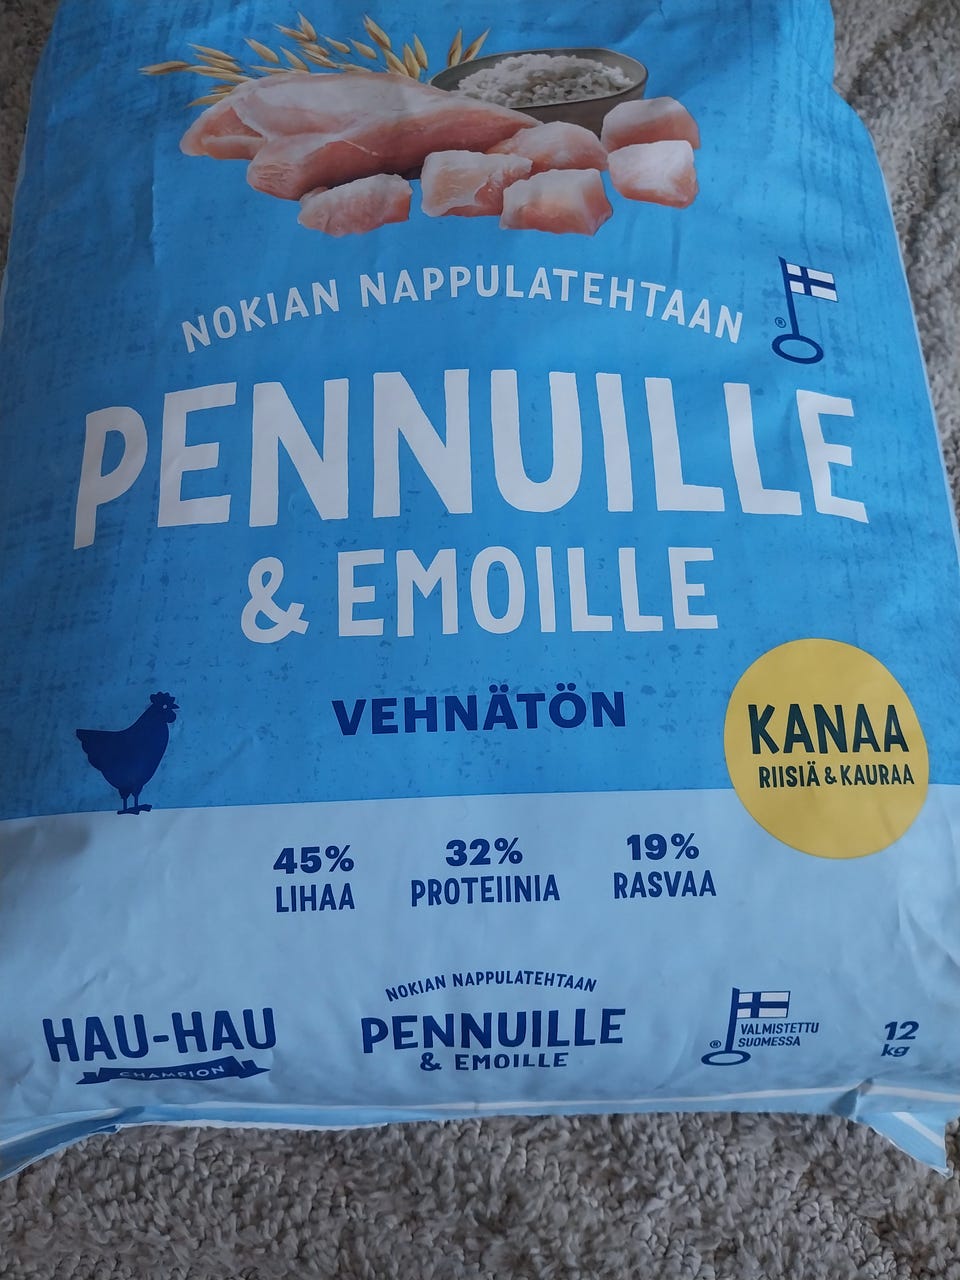 NOKIAN NAPPULATEHTAAN
®
PENNUILLE
& EMOILLE
VEHNÄTÖN
KANAA
RIISIÄ & KAURAA
45%
LIHAA
32%
PROTEIINIA
19%
RASVAA
HAU-HAU
CHAMPION
NOKIAN NAPPULATEHTAAN
PENNUILLE
& EMOILLE
®
VALMISTETTU
SUOMESSA
12
kg